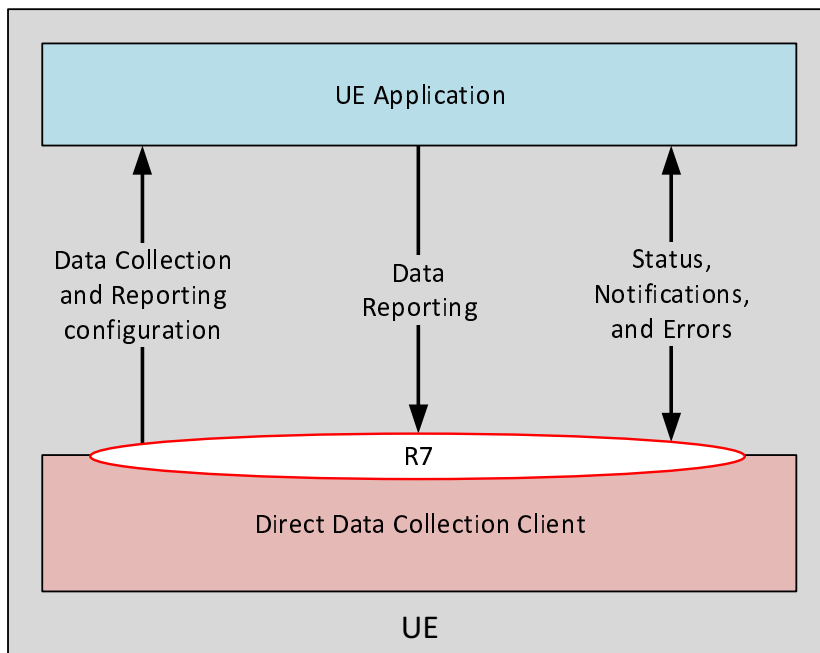 UE Application
Data Collection
and Reporting
configuration
Data
Reporting
Status,
Notifications,
and Errors
R7
Direct Data Collection Client
UE